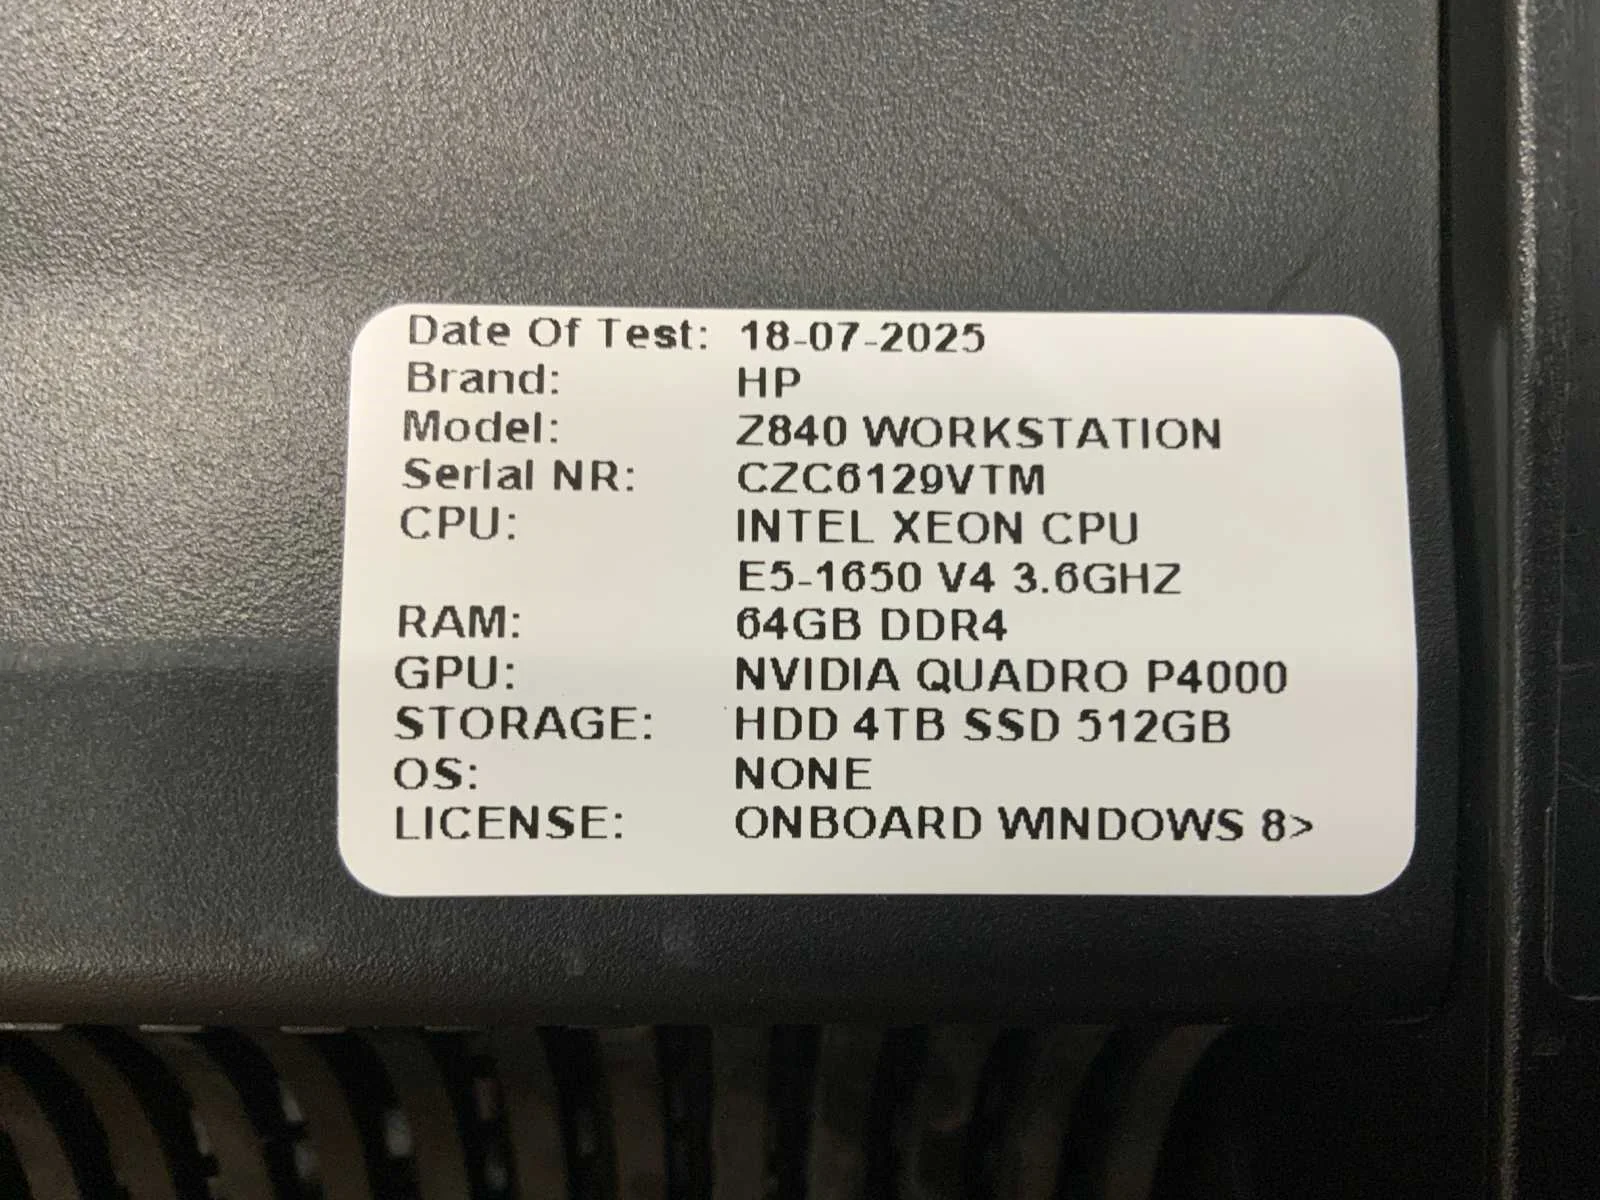 Date Of Test: 18-07-2025
Brand: HP
Model: Z840 WORKSTATION
Serial NR: CZC6129VTM
CPU: INTEL XEON CPU
E5-1650 V4 3.6GHZ
RAM: 64GB DDR4
GPU: NVIDIA QUADRO P4000
STORAGE: HDD 4TB SSD 512GB
OS: NONE
LICENSE: ONBOARD WINDOWS 8>